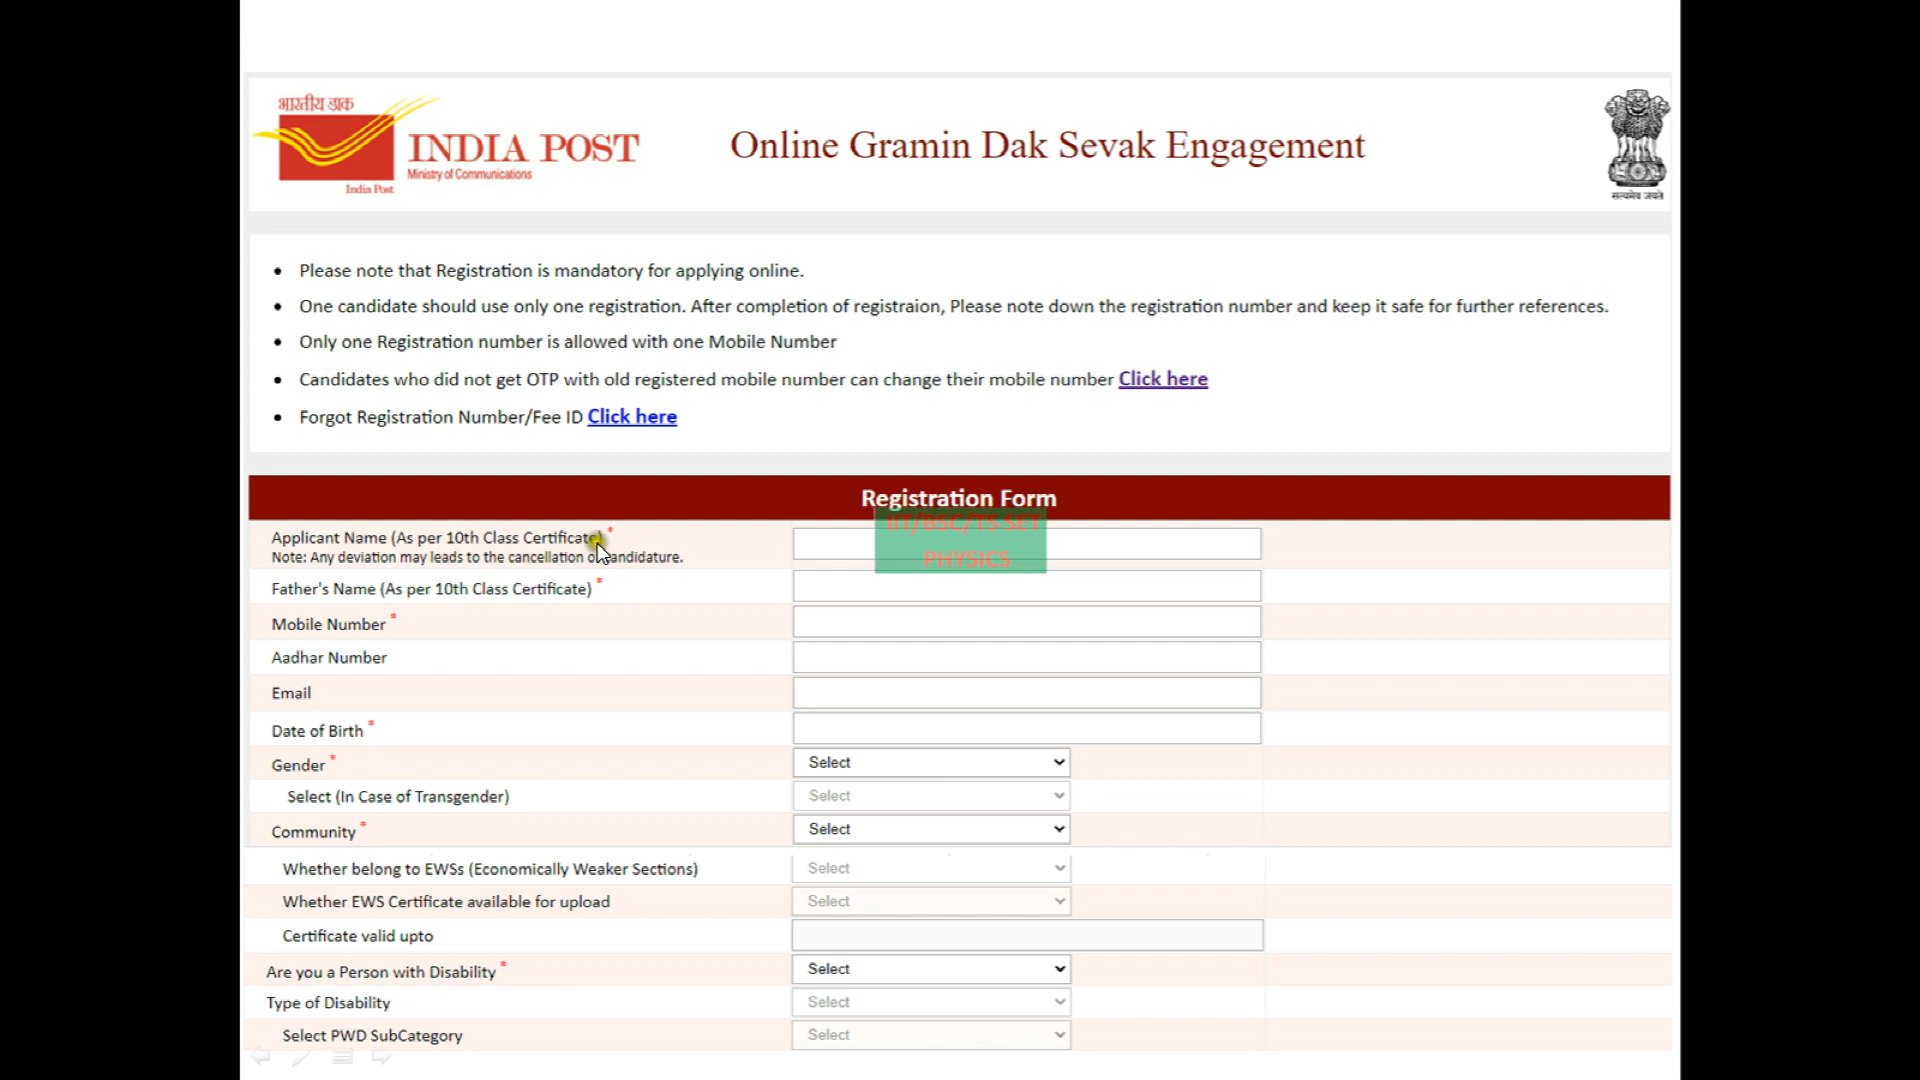 भारतीय डाक
INDIA POST
Ministry of Communications
India Post
Online Gramin Dak Sevak Engagement
सत्यमेव जयते
• Please note that Registration is mandatory for applying online.
• One candidate should use only one registration. After completion of registraion, Please note down the registration number and keep it safe for further references.
• Only one Registration number is allowed with one Mobile Number
• Candidates who did not get OTP with old registered mobile number can change their mobile number Click here
• Forgot Registration Number/Fee ID Click here
Registration Form
IIT/BSC/TS SET
PHYSICS
Applicant Name (As per 10th Class Certificate) *
Note: Any deviation may leads to the cancellation of candidature.
Father's Name (As per 10th Class Certificate) *
Mobile Number *
Aadhar Number
Email
Date of Birth *
Gender * Select
Select (In Case of Transgender) Select
Community * Select
Whether belong to EWSs (Economically Weaker Sections) Select
Whether EWS Certificate available for upload Select
Certificate valid upto
Are you a Person with Disability * Select
Type of Disability Select
Select PWD SubCategory Select